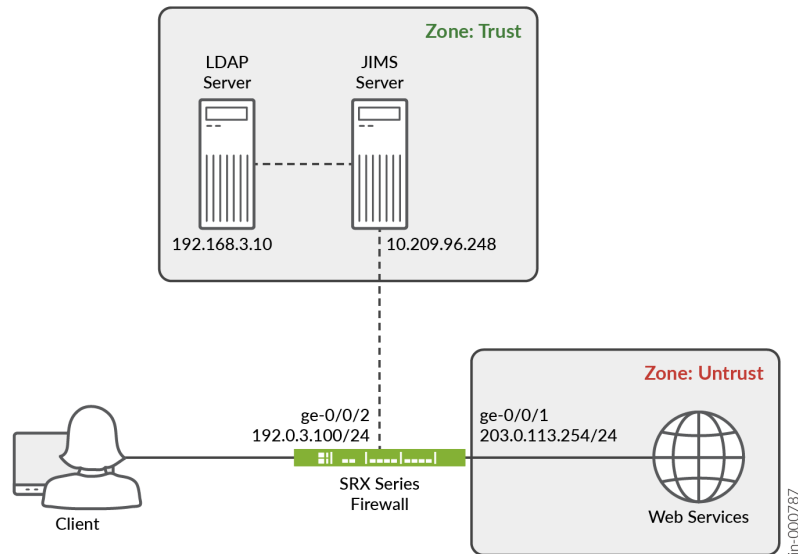 Zone: Trust
LDAP
Server
JIMS
Server
192.168.3.10
10.209.96.248
Zone: Untrust
ge-0/0/2
192.0.3.100/24
ge-0/0/1
203.0.113.254/24
SRX Series
Firewall
Client
Web Services
jn-000787